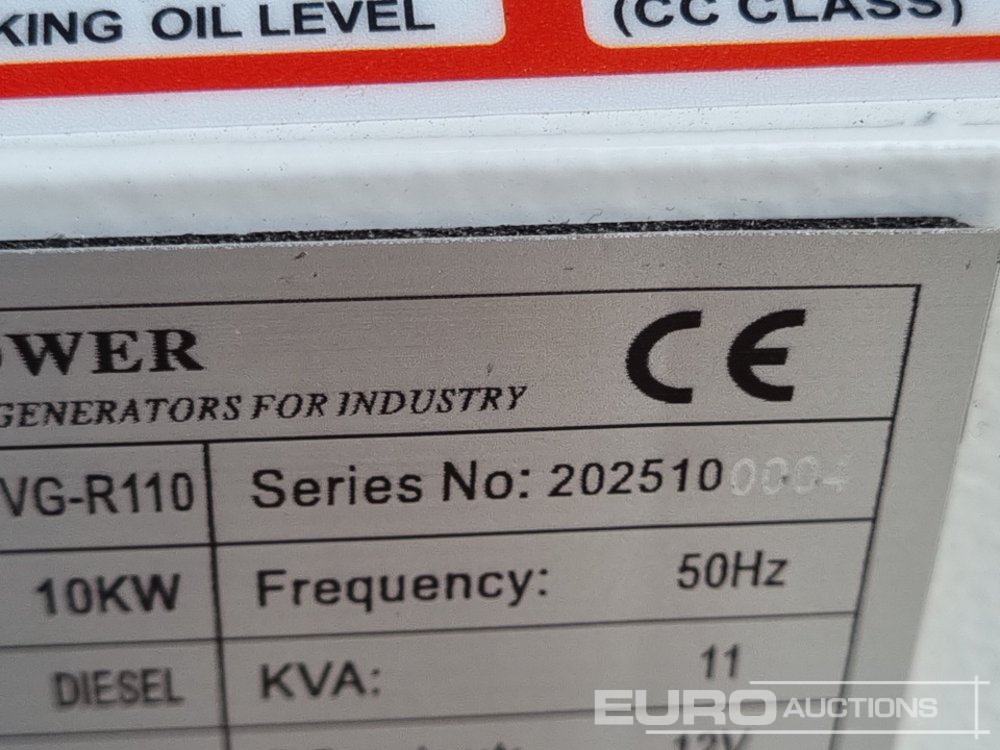 KING OIL LEVEL
(CC CLASS)
OWER
GENERATORS FOR INDUSTRY
CE
VG-R110 Series No: 2025100004
10KW Frequency: 50Hz
DIESEL KVA: 11
12V
EURO AUCTIONS